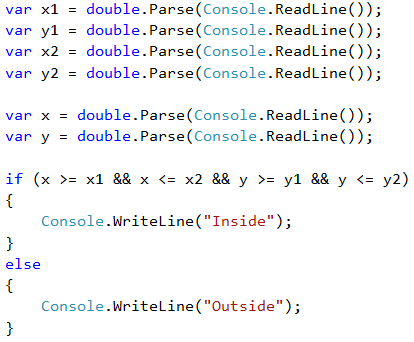 var x1 = double.Parse(Console.ReadLine());
var y1 = double.Parse(Console.ReadLine());
var x2 = double.Parse(Console.ReadLine());
var y2 = double.Parse(Console.ReadLine());

var x = double.Parse(Console.ReadLine());
var y = double.Parse(Console.ReadLine());

if (x >= x1 && x <= x2 && y >= y1 && y <= y2)
{
    Console.WriteLine("Inside");
}
else
{
    Console.WriteLine("Outside");
}